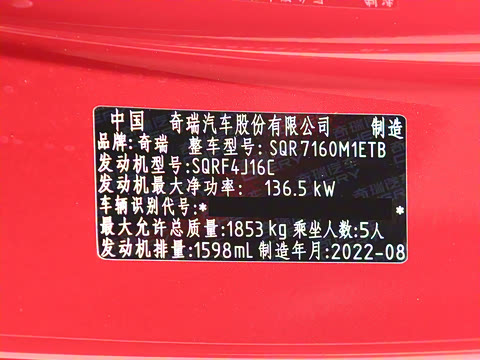 中国 奇瑞汽车股份有限公司 制造
品牌:奇瑞 整车型号:SQR7160M1ETB
发动机型号:SQRF4J16C
发动机最大净功率: 136.5 kW
车辆识别代号:* *
最大允许总质量:1853 kg 乘坐人数:5人
发动机排量:1598mL 制造年月:2022-08